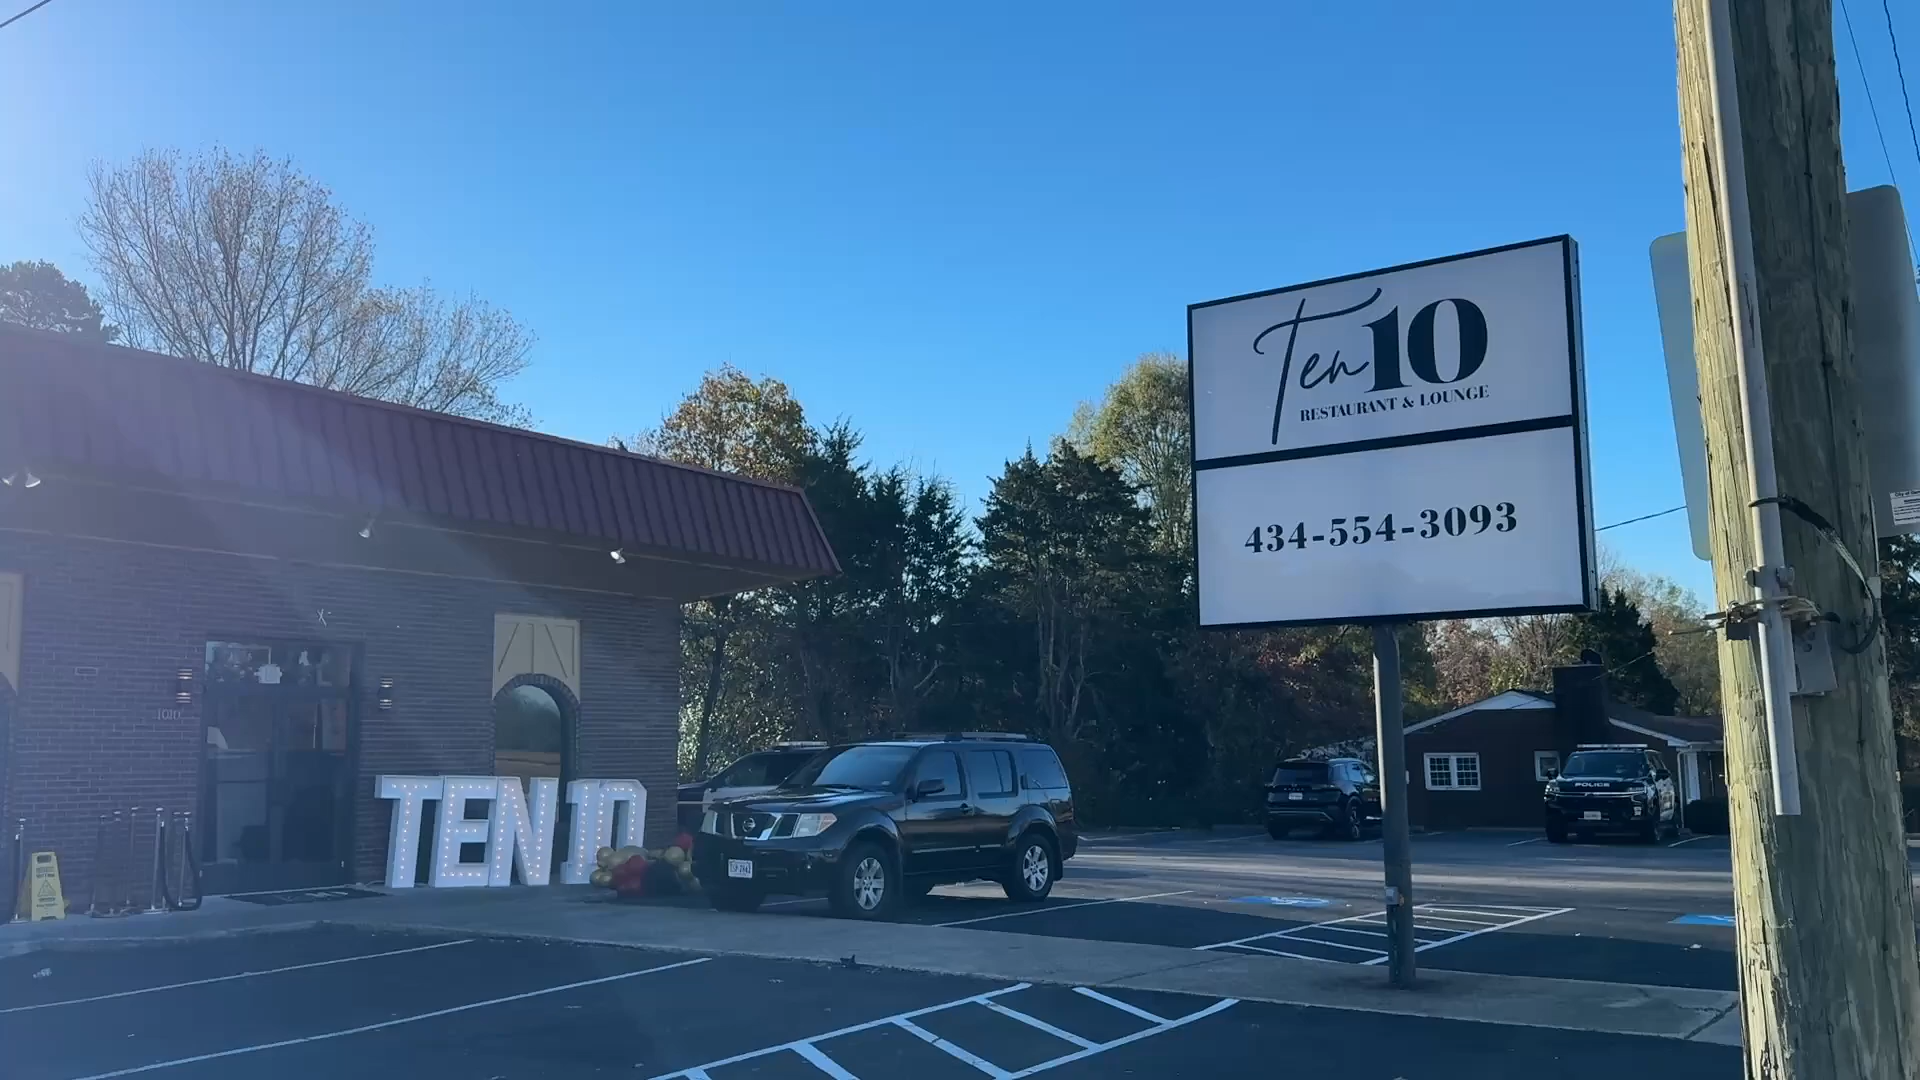 Ten10
RESTAURANT & LOUNGE
434-554-3093
1010
TEN 10
POLICE